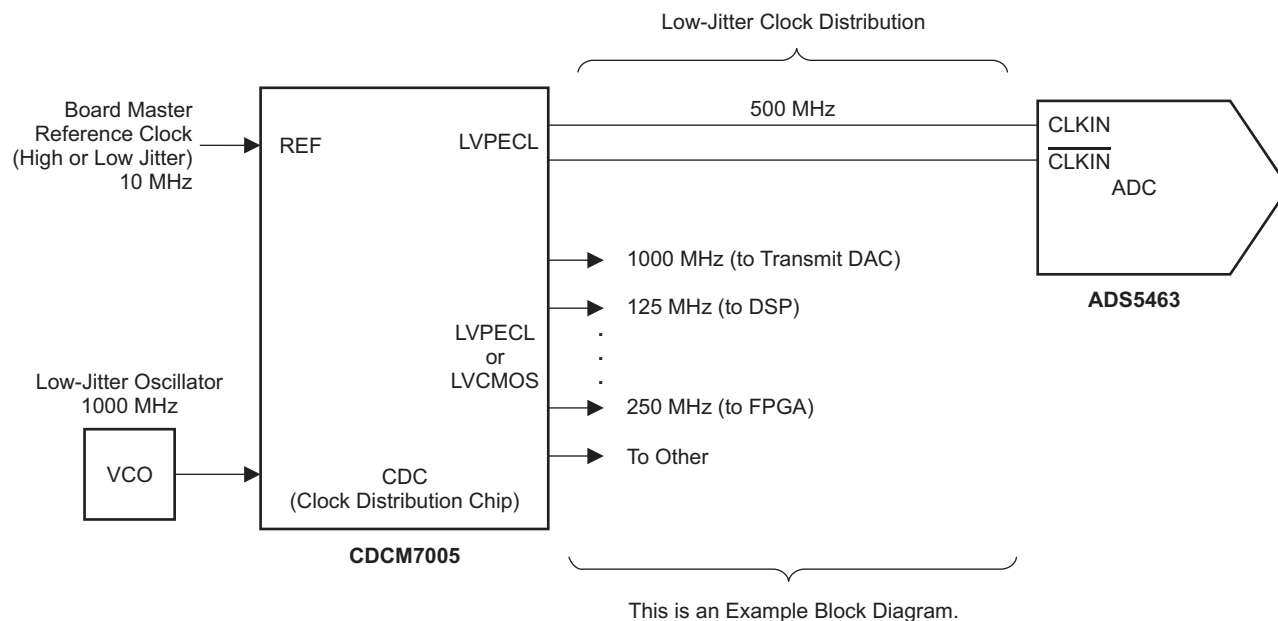 Low-Jitter Clock Distribution
Board Master
Reference Clock
(High or Low Jitter)
10 MHz
REF
LVPECL
500 MHz
CLKIN
CLKIN
ADC
ADS5463
1000 MHz (to Transmit DAC)
125 MHz (to DSP)
.
.
.
.
LVPECL
or
LVCMOS
250 MHz (to FPGA)
To Other
Low-Jitter Oscillator
1000 MHz
VCO
CDC
(Clock Distribution Chip)
CDCM7005
This is an Example Block Diagram.